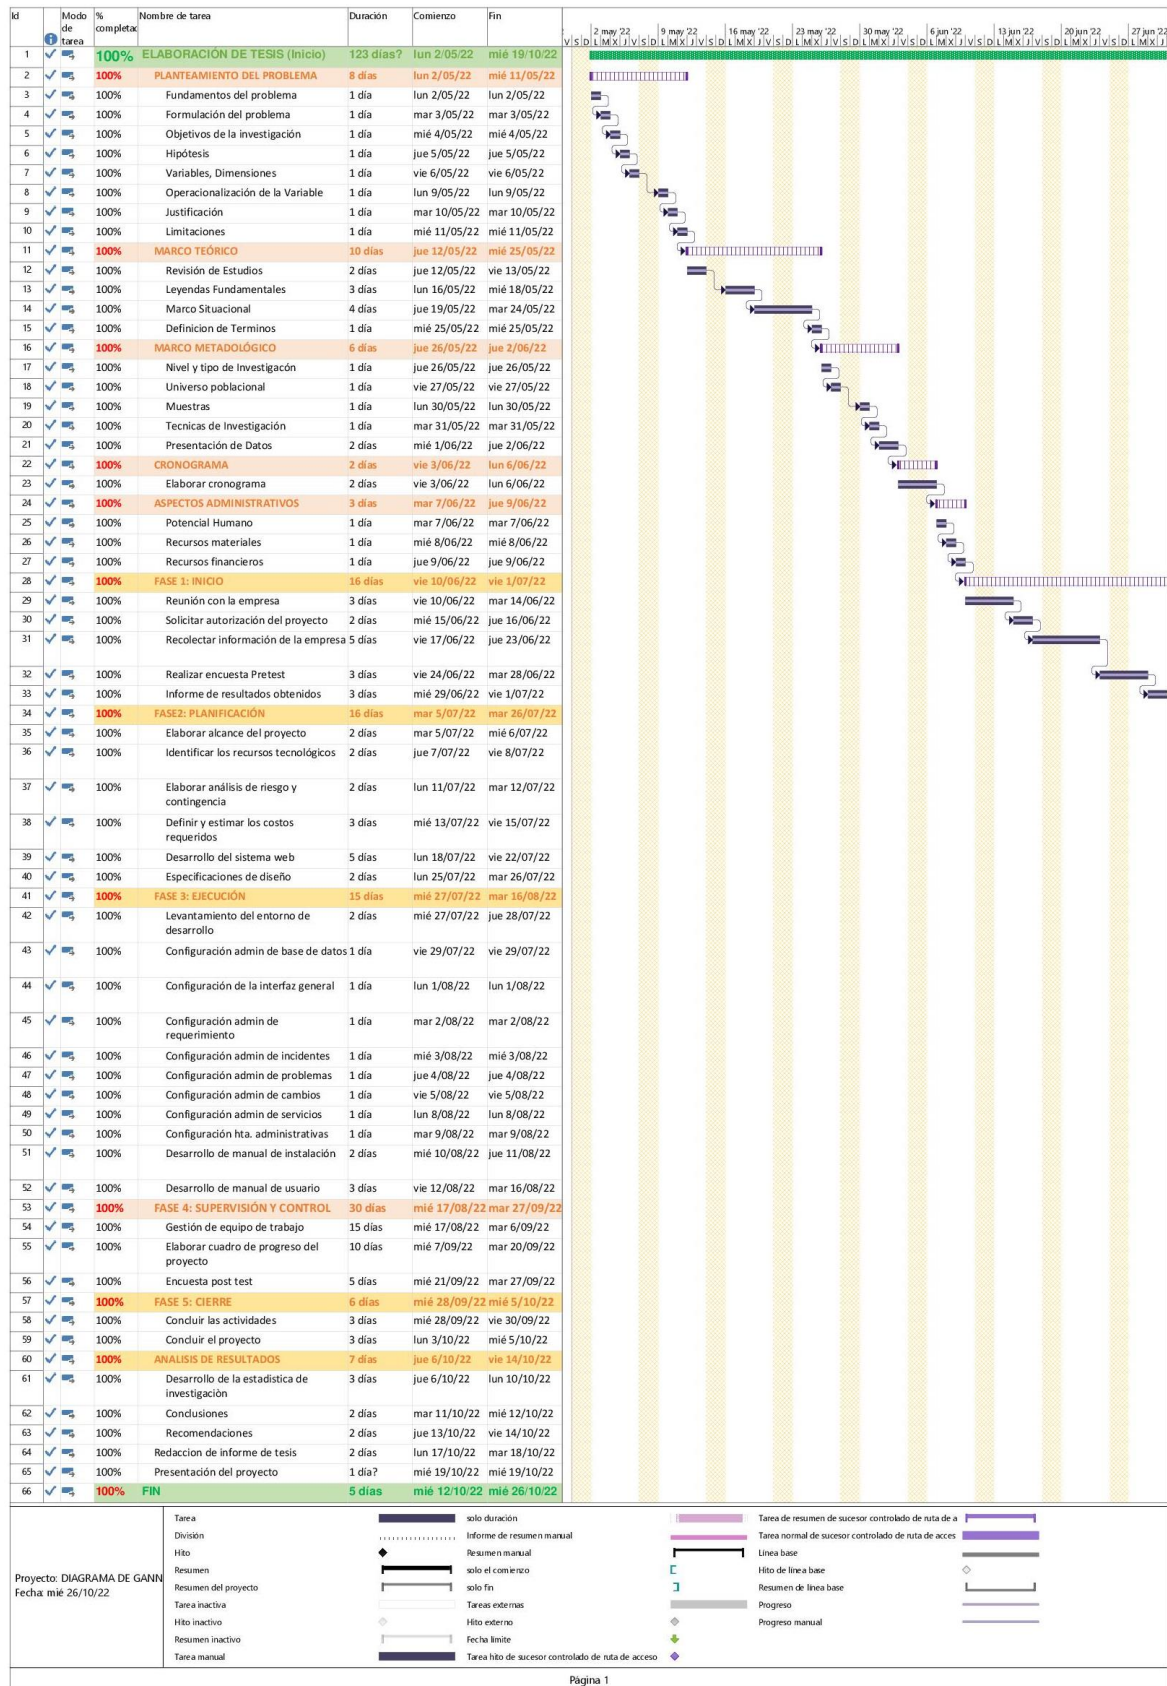 Id Modo de tarea % completado Nombre de tarea Duración Comienzo Fin
2 may '22 9 may '22 16 may '22 23 may '22 30 may '22 6 jun '22 13 jun '22 20 jun '22 27 jun '22
V S D L M X J V S D L M X J V S D L M X J V S D L M X J V S D L M X J V S D L M X J V S D L M X J V S D L M X J V S D L M X J V S D L M X J
1 100% ELABORACIÓN DE TESIS (Inicio) 123 días? lun 2/05/22 mié 19/10/22
2 100% PLANTEAMIENTO DEL PROBLEMA 8 días lun 2/05/22 mié 11/05/22
3 100% Fundamentos del problema 1 día lun 2/05/22 lun 2/05/22
4 100% Formulación del problema 1 día mar 3/05/22 mar 3/05/22
5 100% Objetivos de la investigación 1 día mié 4/05/22 mié 4/05/22
6 100% Hipótesis 1 día jue 5/05/22 jue 5/05/22
7 100% Variables, Dimensiones 1 día vie 6/05/22 vie 6/05/22
8 100% Operacionalización de la Variable 1 día lun 9/05/22 lun 9/05/22
9 100% Justificación 1 día mar 10/05/22 mar 10/05/22
10 100% Limitaciones 1 día mié 11/05/22 mié 11/05/22
11 100% MARCO TEÓRICO 10 días jue 12/05/22 mié 25/05/22
12 100% Revisión de Estudios 2 días jue 12/05/22 vie 13/05/22
13 100% Leyendas Fundamentales 3 días lun 16/05/22 mié 18/05/22
14 100% Marco Situacional 4 días jue 19/05/22 mar 24/05/22
15 100% Definicion de Terminos 1 día mié 25/05/22 mié 25/05/22
16 100% MARCO METADOLÓGICO 6 días jue 26/05/22 jue 2/06/22
17 100% Nivel y tipo de Investigacón 1 día jue 26/05/22 jue 26/05/22
18 100% Universo poblacional 1 día vie 27/05/22 vie 27/05/22
19 100% Muestras 1 día lun 30/05/22 lun 30/05/22
20 100% Tecnicas de Investigación 1 día mar 31/05/22 mar 31/05/22
21 100% Presentación de Datos 2 días mié 1/06/22 jue 2/06/22
22 100% CRONOGRAMA 2 días vie 3/06/22 lun 6/06/22
23 100% Elaborar cronograma 2 días vie 3/06/22 lun 6/06/22
24 100% ASPECTOS ADMINISTRATIVOS 3 días mar 7/06/22 jue 9/06/22
25 100% Potencial Humano 1 día mar 7/06/22 mar 7/06/22
26 100% Recursos materiales 1 día mié 8/06/22 mié 8/06/22
27 100% Recursos financieros 1 día jue 9/06/22 jue 9/06/22
28 100% FASE 1: INICIO 16 días vie 10/06/22 vie 1/07/22
29 100% Reunión con la empresa 3 días vie 10/06/22 mar 14/06/22
30 100% Solicitar autorización del proyecto 2 días mié 15/06/22 jue 16/06/22
31 100% Recolectar información de la empresa 5 días vie 17/06/22 jue 23/06/22
32 100% Realizar encuesta Pretest 3 días vie 24/06/22 mar 28/06/22
33 100% Informe de resultados obtenidos 3 días mié 29/06/22 vie 1/07/22
34 100% FASE2: PLANIFICACIÓN 16 días mar 5/07/22 mar 26/07/22
35 100% Elaborar alcance del proyecto 2 días mar 5/07/22 mié 6/07/22
36 100% Identificar los recursos tecnológicos 2 días jue 7/07/22 vie 8/07/22
37 100% Elaborar análisis de riesgo y 2 días lun 11/07/22 mar 12/07/22
contingencia
38 100% Definir y estimar los costos 3 días mié 13/07/22 vie 15/07/22
requeridos
39 100% Desarrollo del sistema web 5 días lun 18/07/22 vie 22/07/22
40 100% Especificaciones de diseño 2 días lun 25/07/22 mar 26/07/22
41 100% FASE 3: EJECUCIÓN 15 días mié 27/07/22 mar 16/08/22
42 100% Levantamiento del entorno de 2 días mié 27/07/22 jue 28/07/22
desarrollo
43 100% Configuración admin de base de datos 1 día vie 29/07/22 vie 29/07/22
44 100% Configuración de la interfaz general 1 día lun 1/08/22 lun 1/08/22
45 100% Configuración admin de 1 día mar 2/08/22 mar 2/08/22
requerimiento
46 100% Configuración admin de incidentes 1 día mié 3/08/22 mié 3/08/22
47 100% Configuración admin de problemas 1 día jue 4/08/22 jue 4/08/22
48 100% Configuración admin de cambios 1 día vie 5/08/22 vie 5/08/22
49 100% Configuración admin de servicios 1 día lun 8/08/22 lun 8/08/22
50 100% Configuración hta. administrativas 1 día mar 9/08/22 mar 9/08/22
51 100% Desarrollo de manual de instalación 2 días mié 10/08/22 jue 11/08/22
52 100% Desarrollo de manual de usuario 3 días vie 12/08/22 mar 16/08/22
53 100% FASE 4: SUPERVISIÓN Y CONTROL 30 días mié 17/08/22 mar 27/09/22
54 100% Gestión de equipo de trabajo 15 días mié 17/08/22 mar 6/09/22
55 100% Elaborar cuadro de progreso del 10 días mié 7/09/22 mar 20/09/22
proyecto
56 100% Encuesta post test 5 días mié 21/09/22 mar 27/09/22
57 100% FASE 5: CIERRE 6 días mié 28/09/22 mié 5/10/22
58 100% Concluir las actividades 3 días mié 28/09/22 vie 30/09/22
59 100% Concluir el proyecto 3 días lun 3/10/22 mié 5/10/22
60 100% ANALISIS DE RESULTADOS 7 días jue 6/10/22 vie 14/10/22
61 100% Desarrollo de la estadistica de 3 días jue 6/10/22 lun 10/10/22
investigaciòn
62 100% Conclusiones 2 días mar 11/10/22 mié 12/10/22
63 100% Recomendaciones 2 días jue 13/10/22 vie 14/10/22
64 100% Redaccion de informe de tesis 2 días lun 17/10/22 mar 18/10/22
65 100% Presentación del proyecto 1 día? mié 19/10/22 mié 19/10/22
66 100% FIN 5 días mié 12/10/22 mié 26/10/22
Proyecto: DIAGRAMA DE GANN
Fecha: mié 26/10/22
Tarea
División
Hito
Resumen
Resumen del proyecto
Tarea inactiva
Hito inactivo
Resumen inactivo
Tarea manual
solo duración
Informe de resumen manual
Resumen manual
solo el comienzo
solo fin
Tareas externas
Hito externo
Fecha límite
Tarea hito de sucesor controlado de ruta de acceso
Tarea de resumen de sucesor controlado de ruta de a
Tarea normal de sucesor controlado de ruta de acces
Línea base
Hito de línea base
Resumen de línea base
Progreso
Progreso manual
Página 1